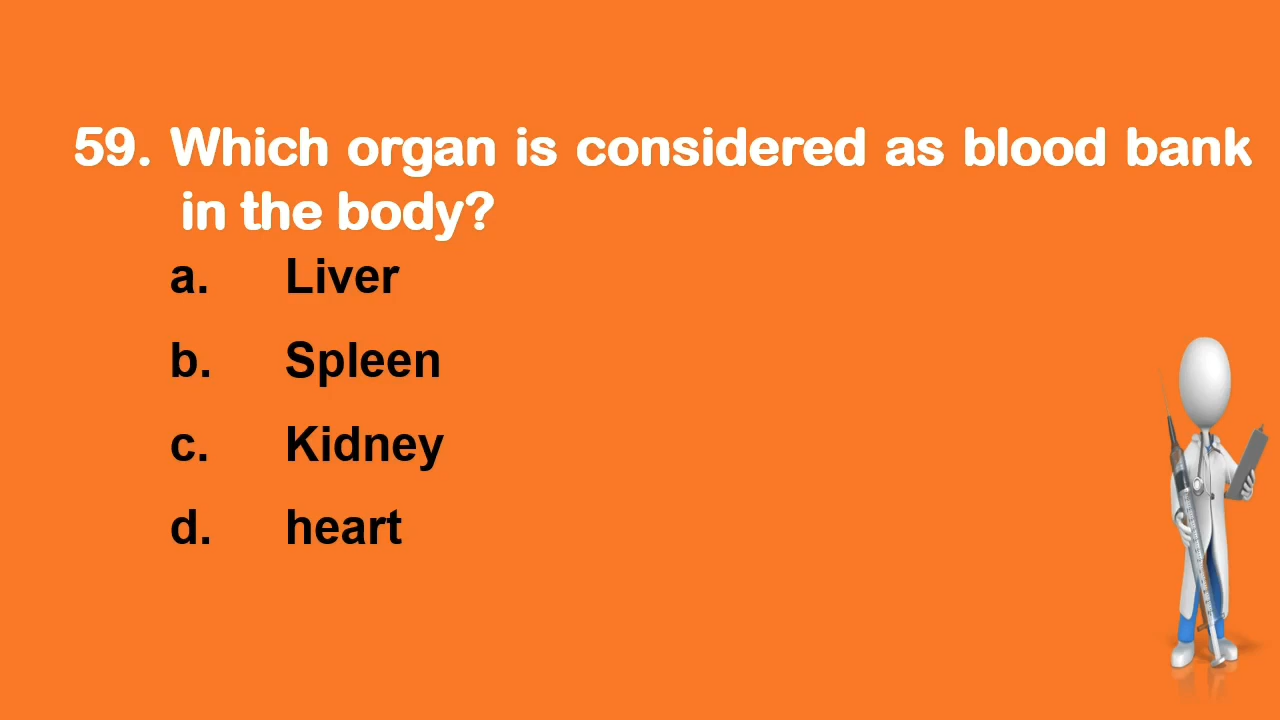 59. Which organ is considered as blood bank
in the body?
a. Liver
b. Spleen
c. Kidney
d. heart